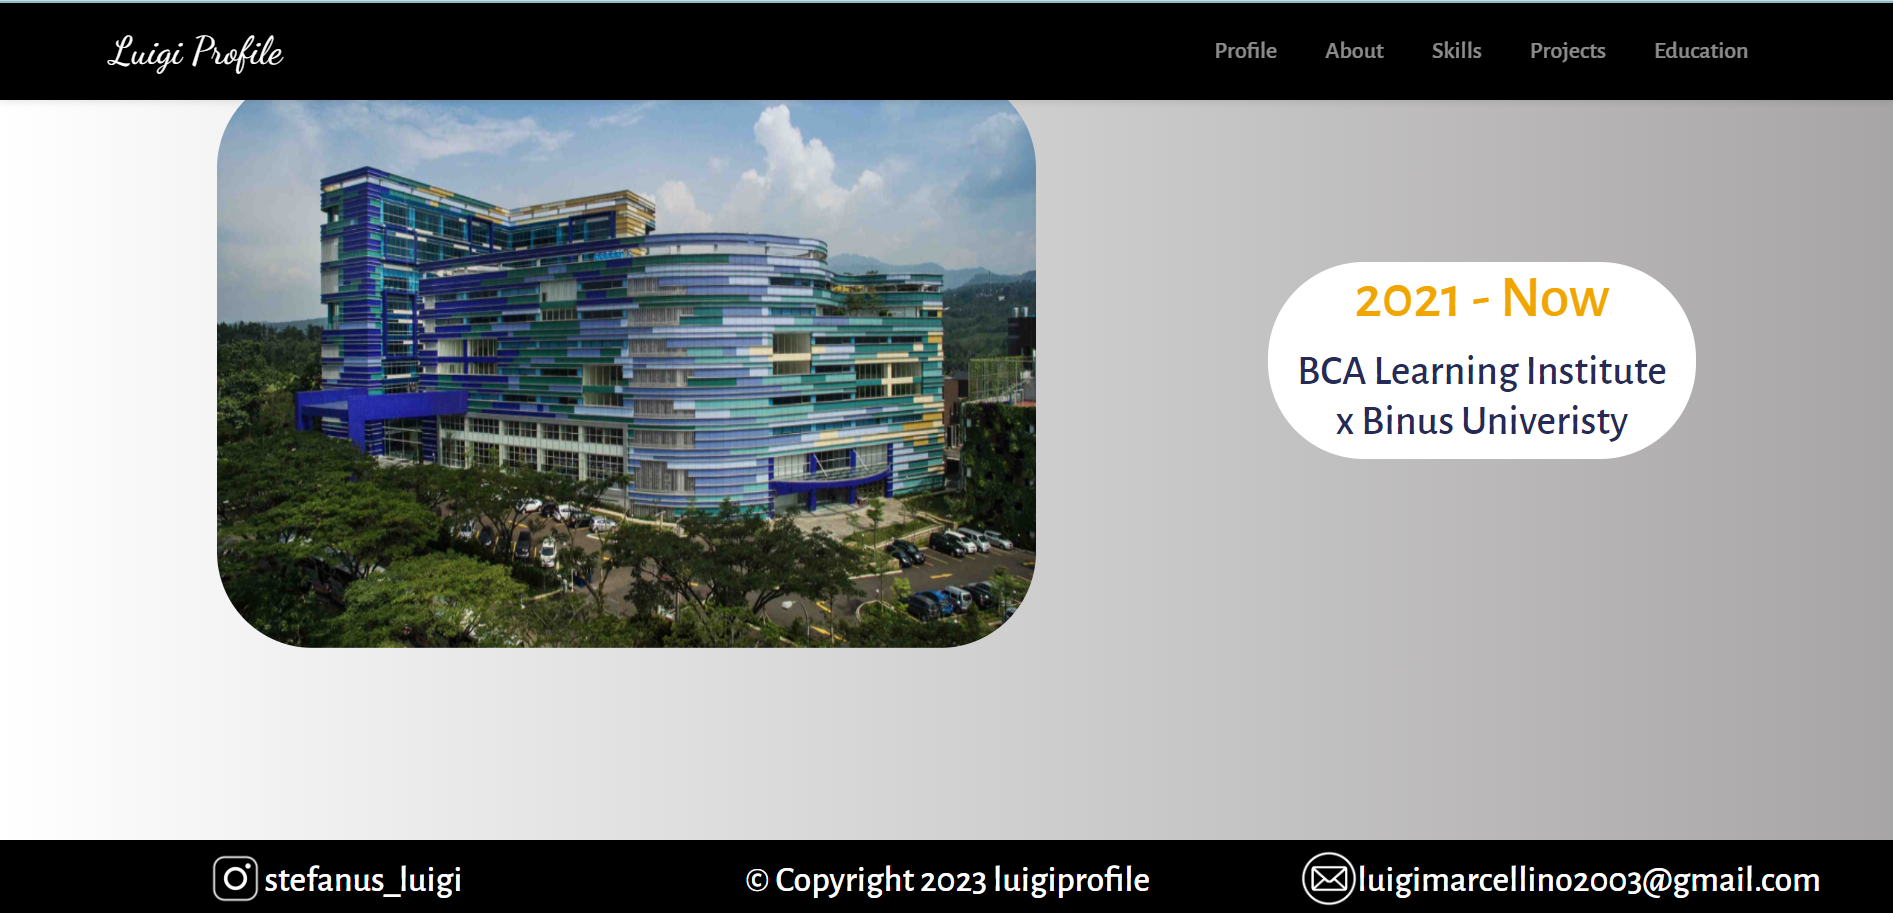 Luigi Profile
Profile
About
Skills
Projects
Education
2021 - Now
BCA Learning Institute
x Binus Univeristy
stefanus_luigi
© Copyright 2023 luigiprofile
luigimarcellino2003@gmail.com